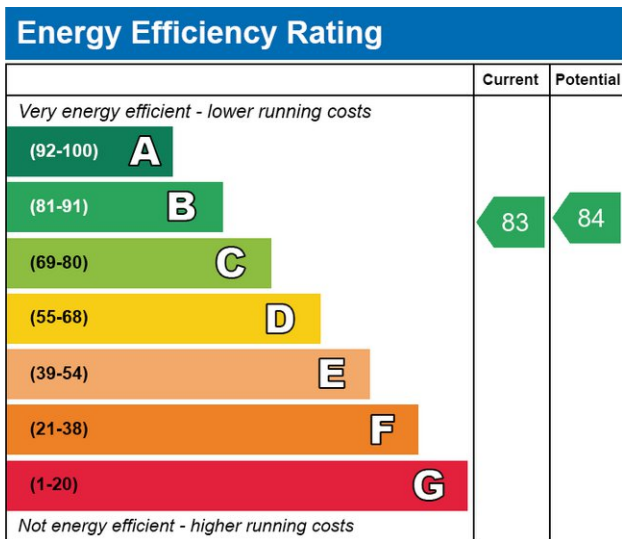 Energy Efficiency Rating
Current Potential
Very energy efficient - lower running costs
(92-100) A
(81-91) B
83 84
(69-80) C
(55-68) D
(39-54) E
(21-38) F
(1-20) G
Not energy efficient - higher running costs